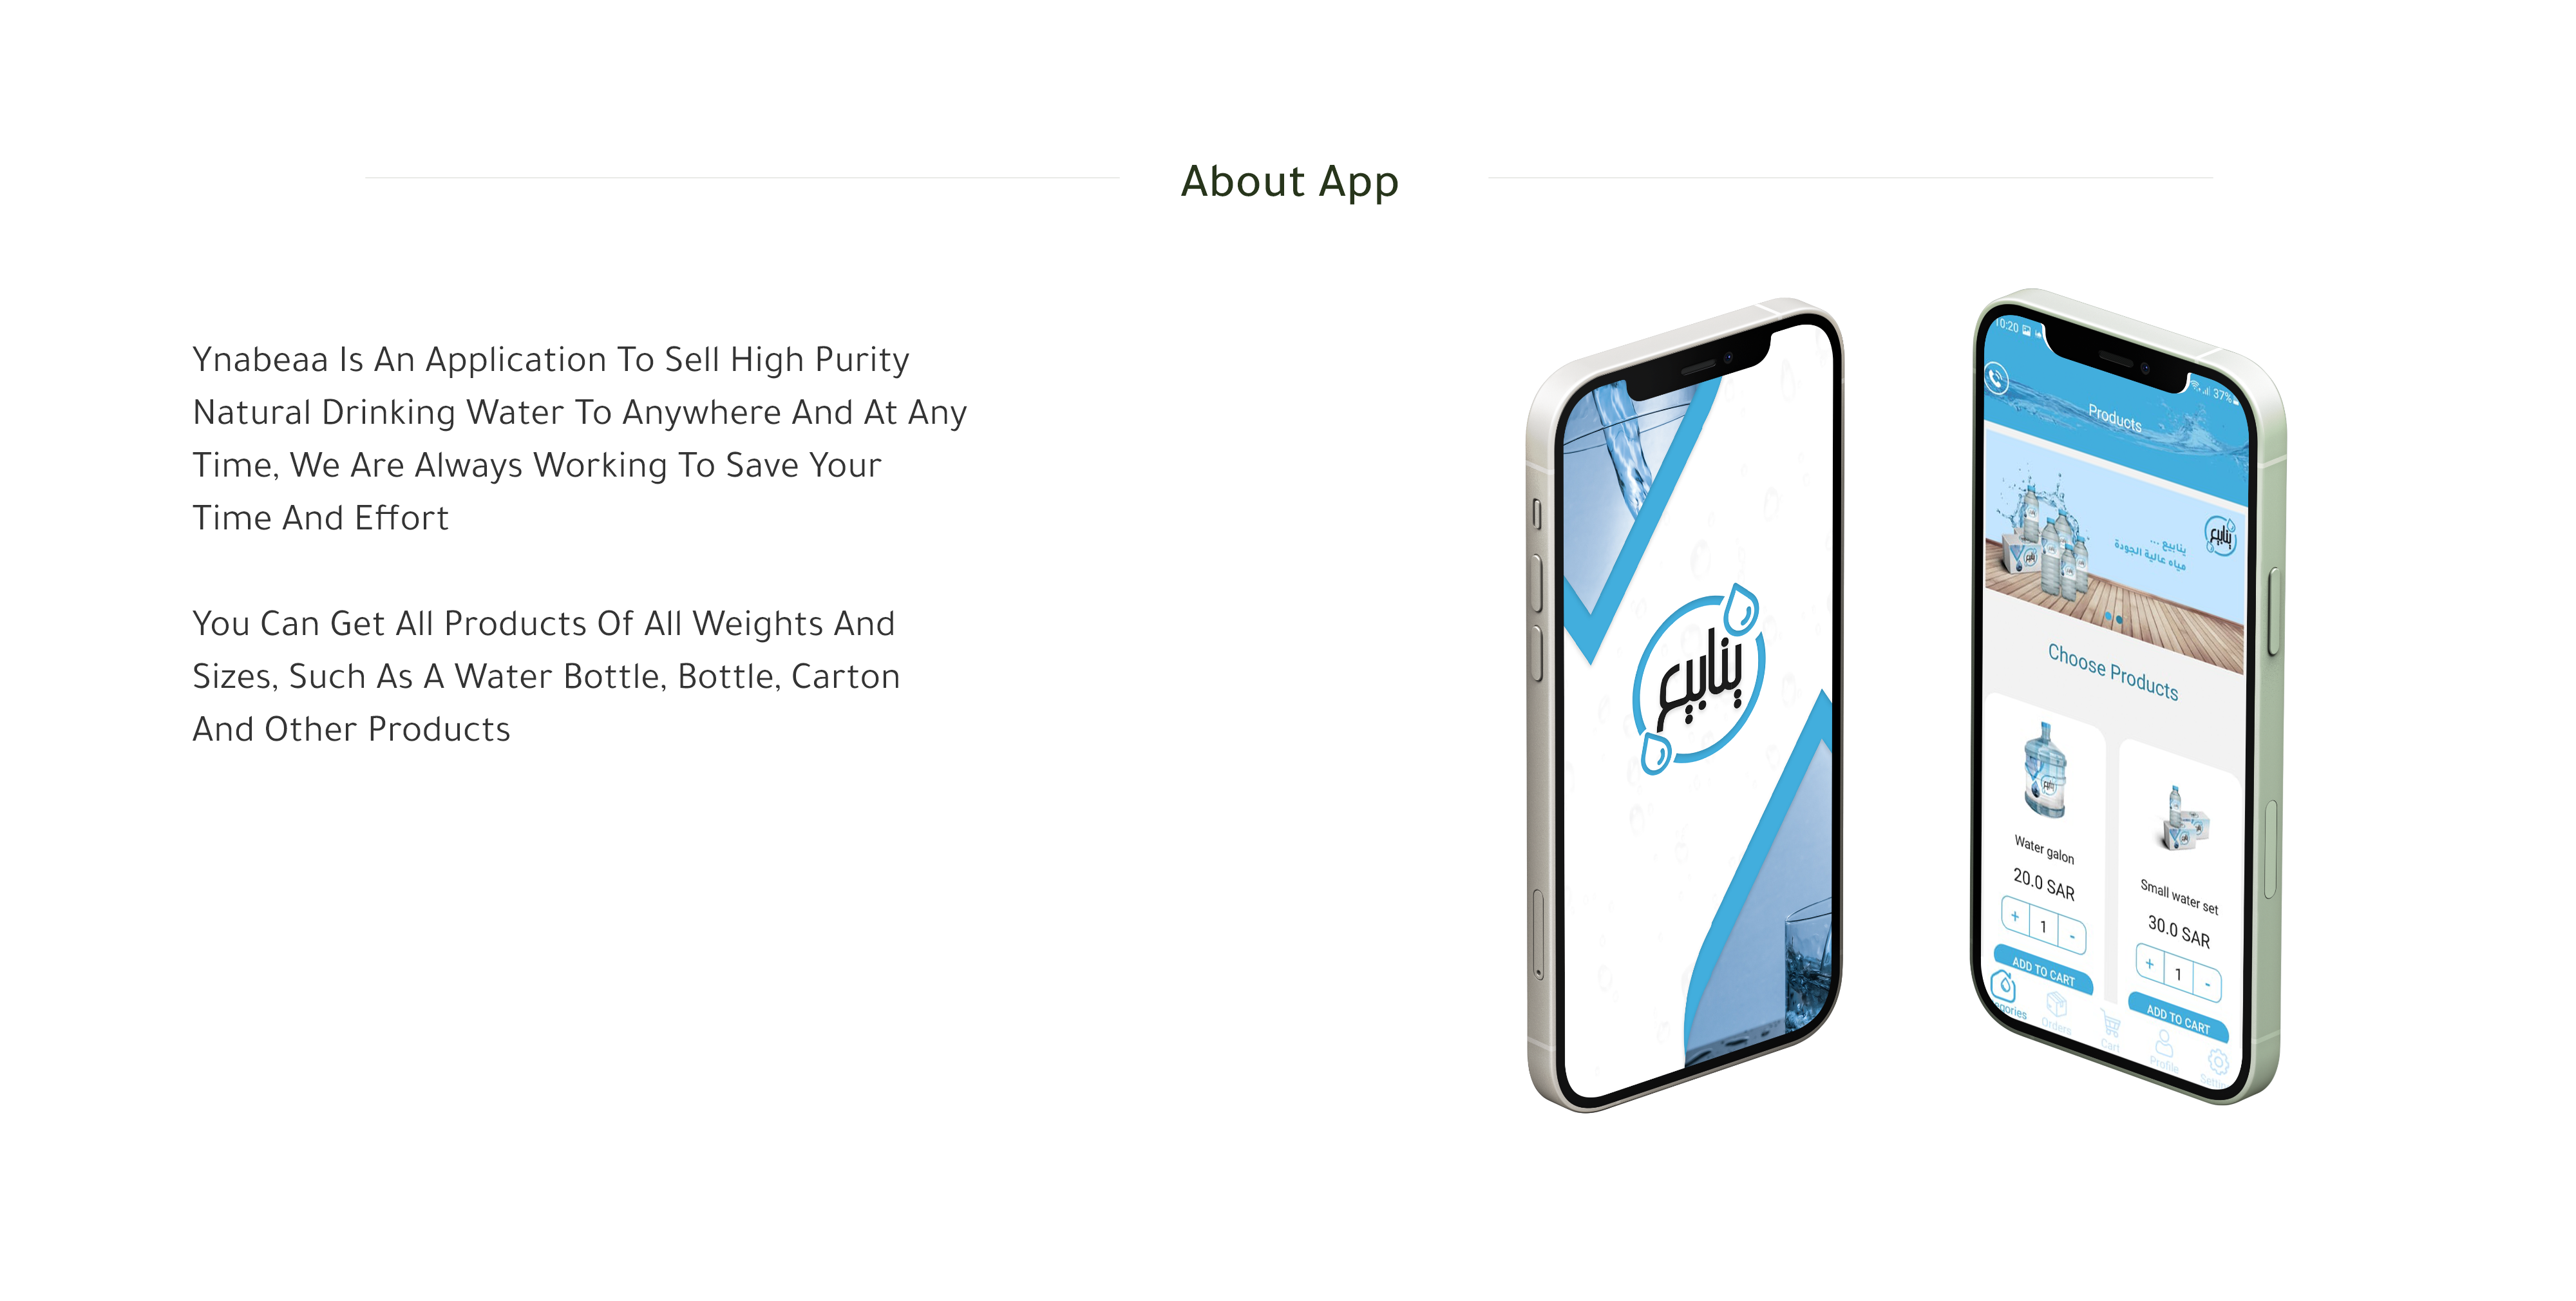 About App
Ynabeaa Is An Application To Sell High Purity
Natural Drinking Water To Anywhere And At Any
Time, We Are Always Working To Save Your
Time And Effort
You Can Get All Products Of All Weights And
Sizes, Such As A Water Bottle, Bottle, Carton
And Other Products
ينابيع
10:20
37%
Products
ينابيع
ينابيع ...
مياه عالية الجودة
Choose Products
Water galon
20.0 SAR
+ 1 -
ADD TO CART
Small water set
30.0 SAR
+ 1 -
ADD TO CART
gories
Orders
Cart
Profile
Settin